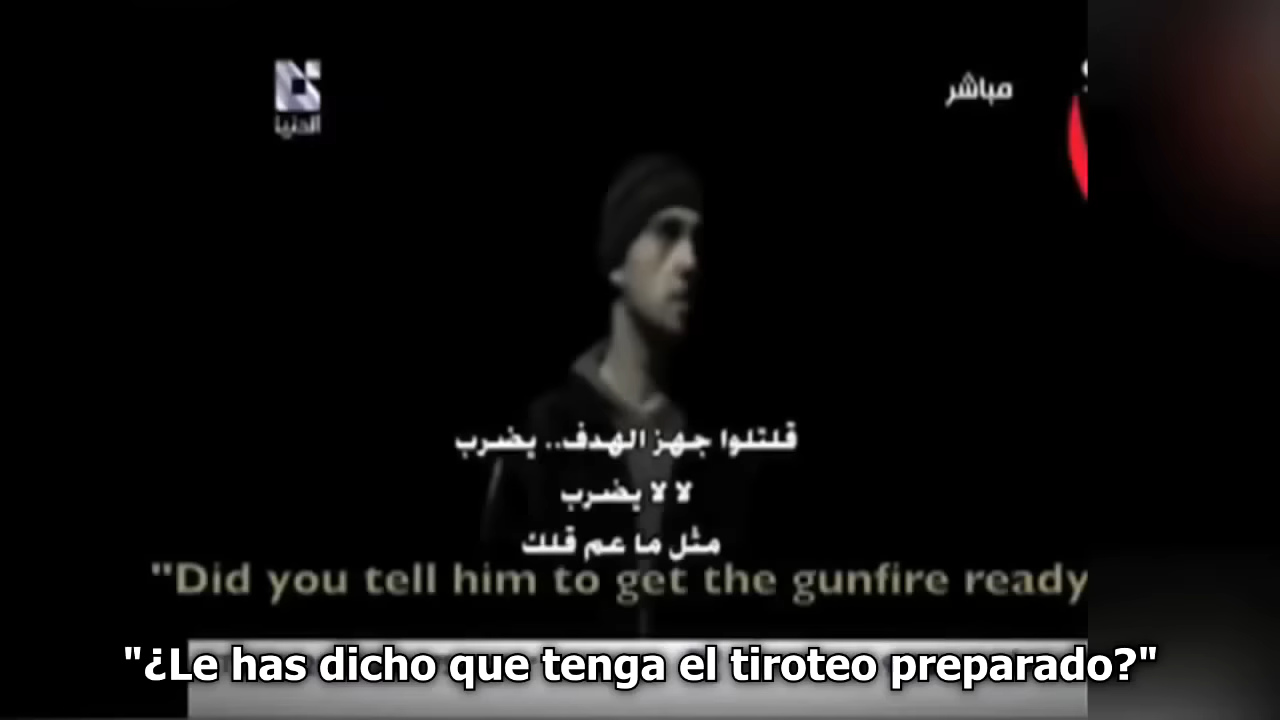 الدنيا
مباشر
قلتلوا جهز الهدف.. يضرب
لا لا يضرب
مثل ما عم قلك
"Did you tell him to get the gunfire ready
"¿Le has dicho que tenga el tiroteo preparado?"